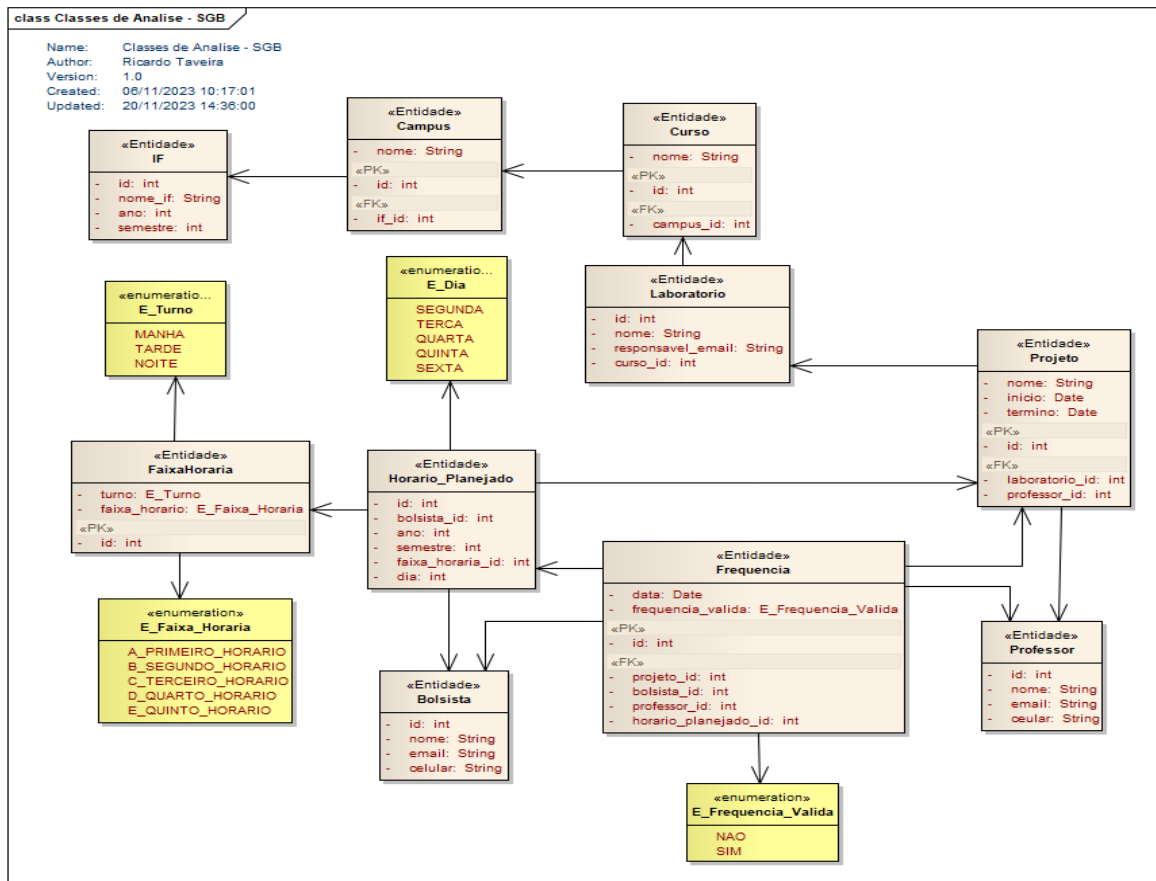 class Classes de Analise - SGB
Name: Classes de Analise - SGB
Author: Ricardo Taveira
Version: 1.0
Created: 06/11/2023 10:17:01
Updated: 20/11/2023 14:36:00
«Entidade»
IF
- id: int
- nome_if: String
- ano: int
- semestre: int
«Entidade»
Campus
- nome: String
«PK»
- id: int
«FK»
- if_id: int
«Entidade»
Curso
- nome: String
«PK»
- id: int
«FK»
- campus_id: int
«enumeratio...
E_Turno
MANHA
TARDE
NOITE
«enumeratio...
E_Dia
SEGUNDA
TERCA
QUARTA
QUINTA
SEXTA
«Entidade»
Laboratorio
- id: int
- nome: String
- responsavel_email: String
- curso_id: int
«Entidade»
Projeto
- nome: String
- inicio: Date
- termino: Date
«PK»
- id: int
«FK»
- laboratorio_id: int
- professor_id: int
«Entidade»
FaixaHoraria
- turno: E_Turno
- faixa_horario: E_Faixa_Horaria
«PK»
- id: int
«Entidade»
Horario_Planejado
- id: int
- bolsista_id: int
- ano: int
- semestre: int
- faixa_horaria_id: int
- dia: int
«Entidade»
Frequencia
- data: Date
- frequencia_valida: E_Frequencia_Valida
«PK»
- id: int
«FK»
- projeto_id: int
- bolsista_id: int
- professor_id: int
- horario_planejado_id: int
«enumeration»
E_Faixa_Horaria
A_PRIMEIRO_HORARIO
B_SEGUNDO_HORARIO
C_TERCEIRO_HORARIO
D_QUARTO_HORARIO
E_QUINTO_HORARIO
«Entidade»
Bolsista
- id: int
- nome: String
- email: String
- celular: String
«Entidade»
Professor
- id: int
- nome: String
- email: String
- ceular: String
«enumeration»
E_Frequencia_Valida
NAO
SIM